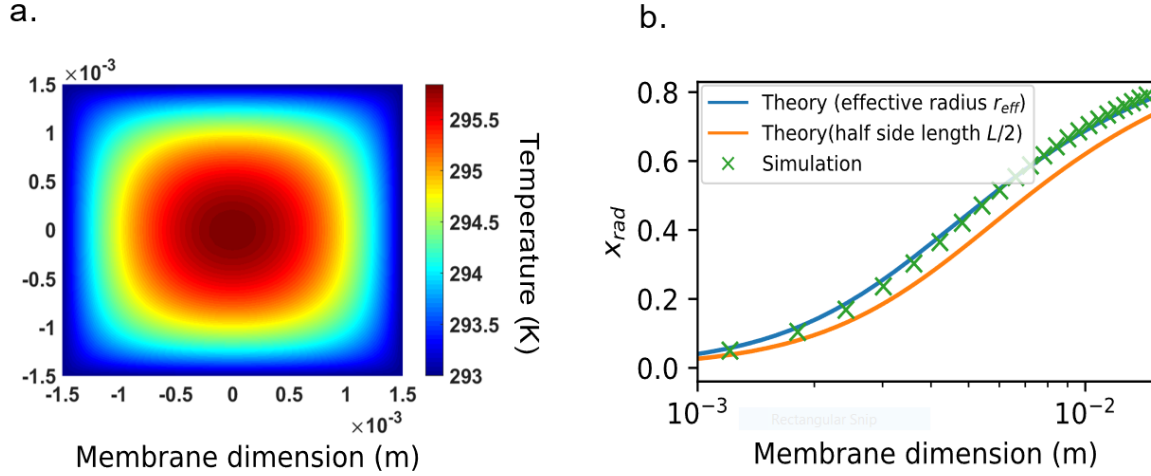 a.
×10⁻³
1.5
1
0.5
0
-0.5
-1
-1.5
-1.5 -1 -0.5 0 0.5 1 1.5
×10⁻³
Membrane dimension (m)
295.5
295
294.5
294
293.5
293
Temperature (K)
b.
0.8
0.6
0.4
0.2
0.0
x_rad
Theory (effective radius r_eff)
Theory(half side length L/2)
Simulation
10⁻³ 10⁻²
Rectangular Snip
Membrane dimension (m)